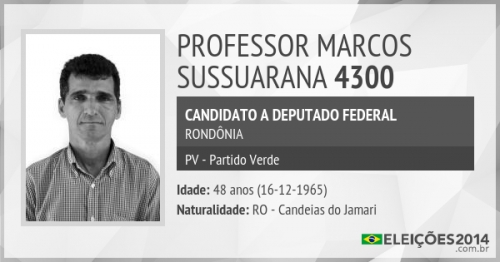 PROFESSOR MARCOS
SUSSUARANA 4300
CANDIDATO A DEPUTADO FEDERAL
RONDÔNIA
PV - Partido Verde
Idade: 48 anos (16-12-1965)
Naturalidade: RO - Candeias do Jamari
ELEIÇÕES2014
.com.br